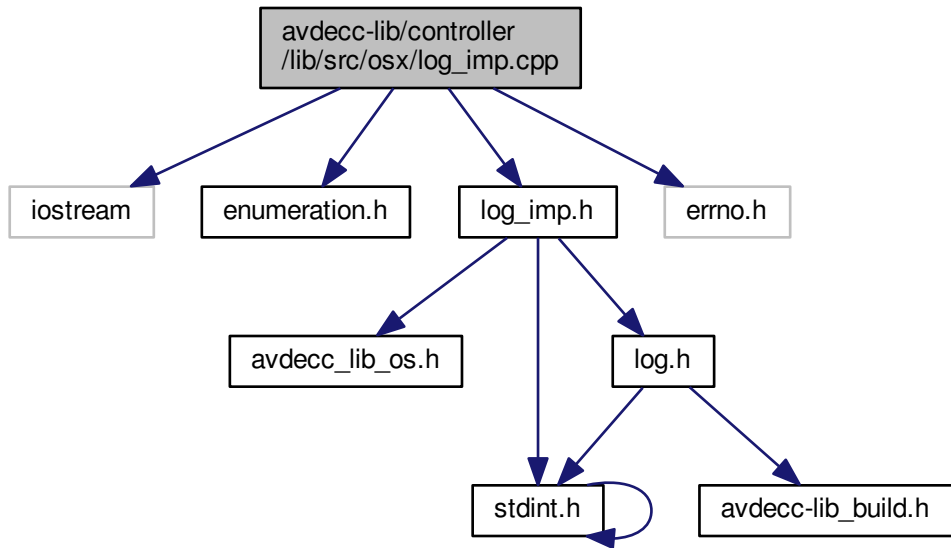 avdecc-lib/controller
/lib/src/osx/log_imp.cpp
iostream
enumeration.h
log_imp.h
errno.h
avdecc_lib_os.h
log.h
stdint.h
avdecc-lib_build.h